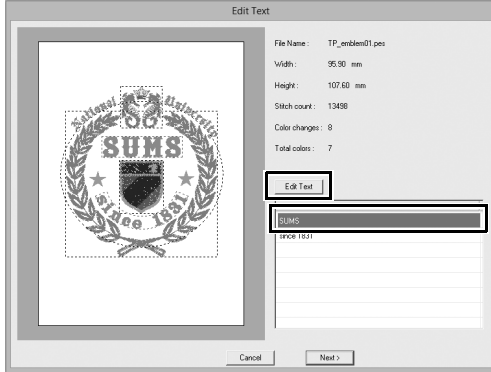 Edit Text
National University
SUMS
since 1831
File Name : TP_emblem01.pes
Width : 95.90 mm
Height : 107.60 mm
Stitch count : 13498
Color changes : 8
Total colors : 7
Edit Text
SUMS
since 1831
Cancel
Next >